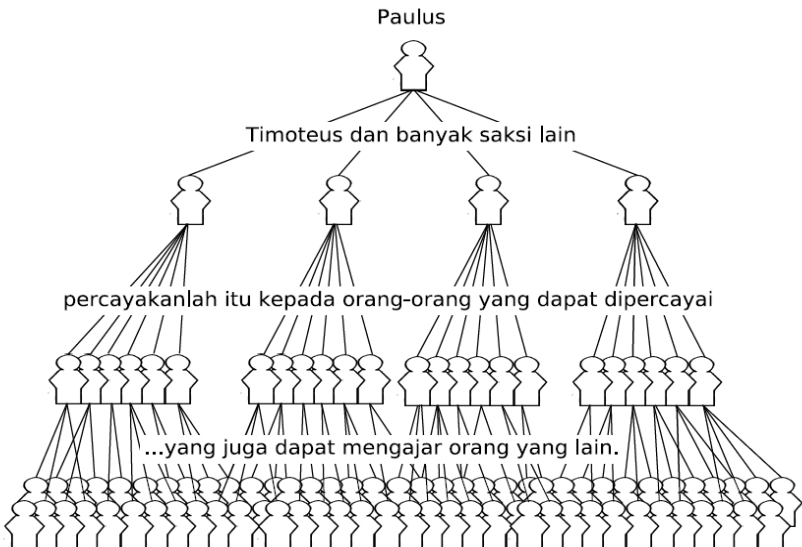 Paulus
Timoteus dan banyak saksi lain
percayakanlah itu kepada orang-orang yang dapat dipercayai
...yang juga dapat mengajar orang yang lain.